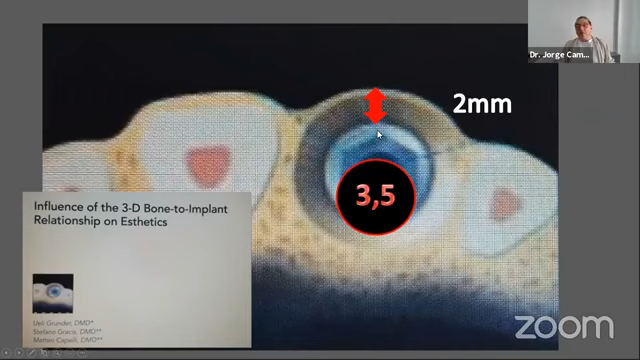 Dr. Jorge Cam...
2mm
3,5
Influence of the 3-D Bone-to-Implant
Relationship on Esthetics
Ueli Grunder, DMD*
Stefano Gracis, DMD**
Matteo Capelli, DMD**
zoom